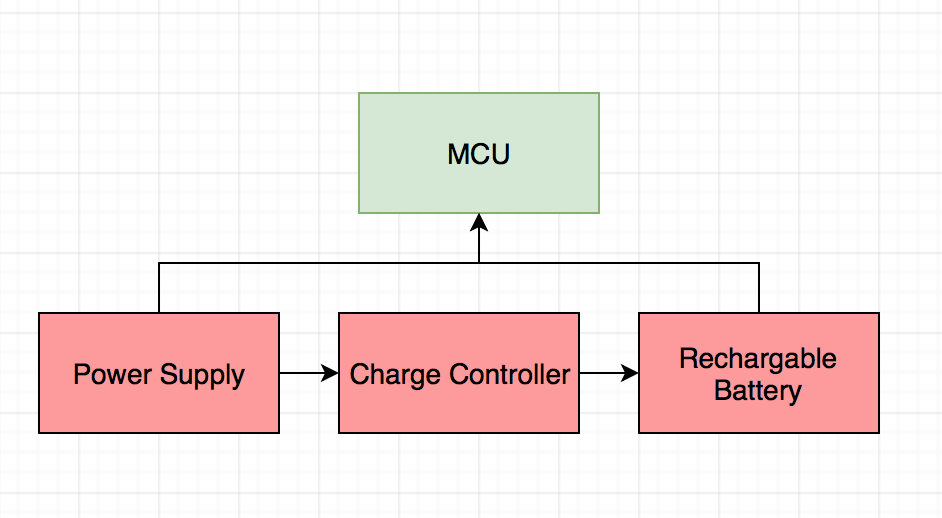 MCU
Power Supply
Charge Controller
Rechargable
Battery